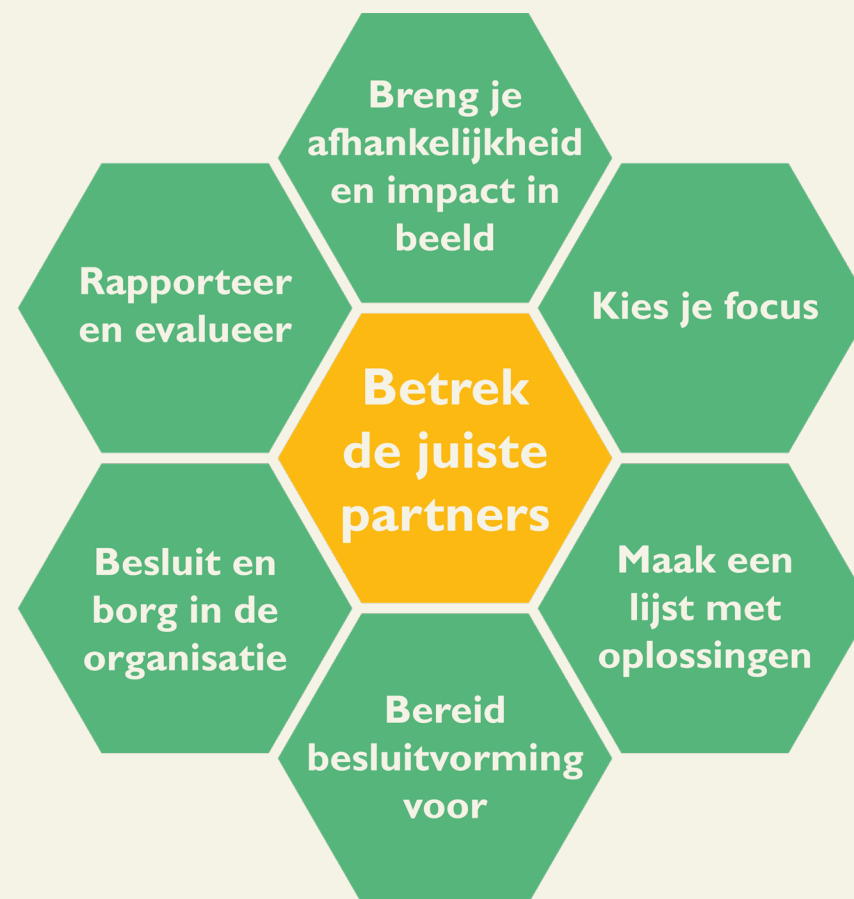 Breng je
afhankelijkheid
en impact in
beeld
Kies je focus
Maak een
lijst met
oplossingen
Bereid
besluitvorming
voor
Besluit en
borg in de
organisatie
Rapporteer
en evalueer
Betrek
de juiste
partners